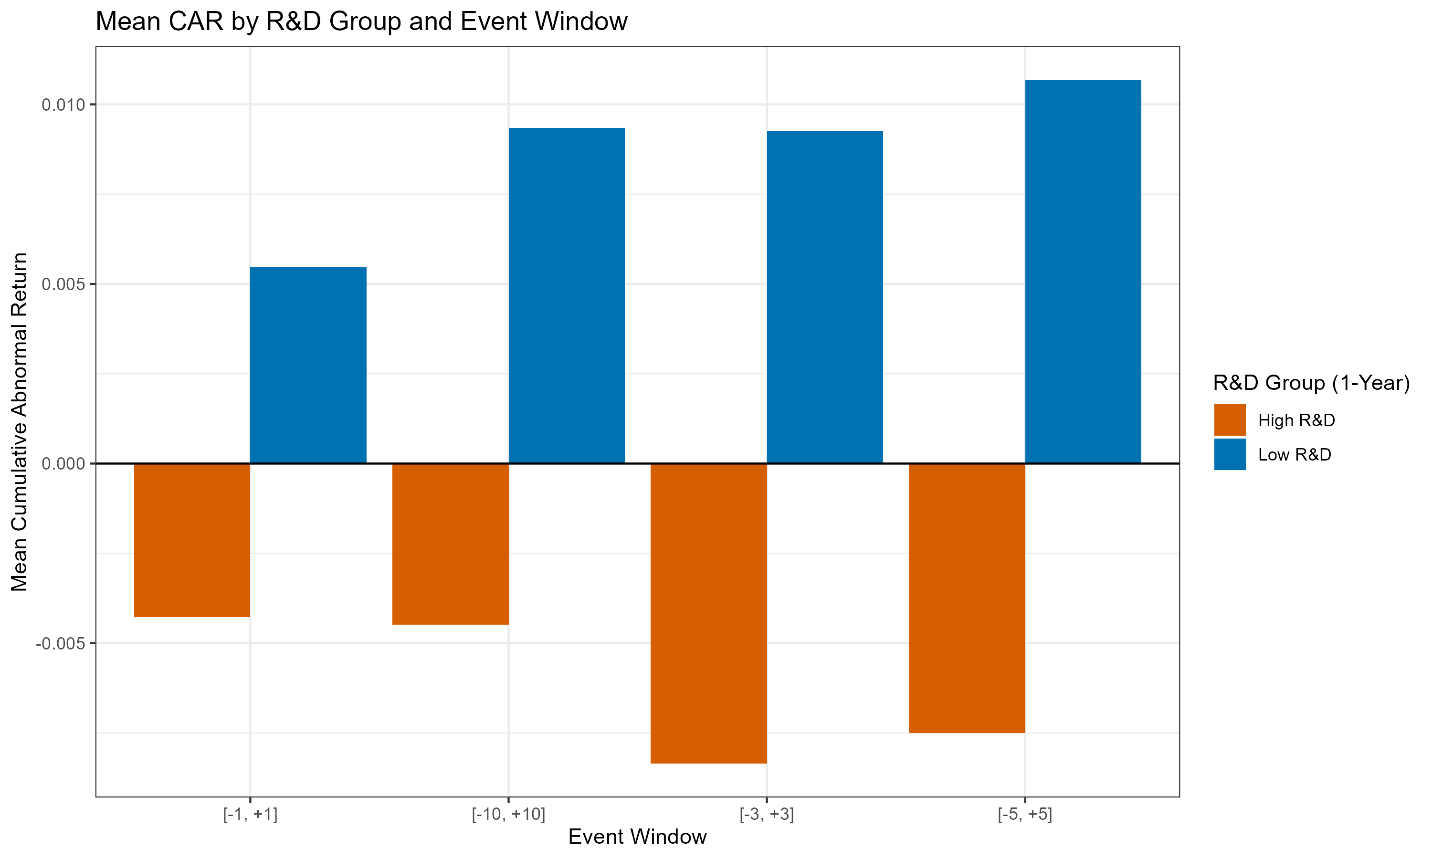 Mean CAR by R&D Group and Event Window
Mean Cumulative Abnormal Return
0.010
0.005
0.000
-0.005
[-1, +1]
[-10, +10]
[-3, +3]
[-5, +5]
Event Window
R&D Group (1-Year)
High R&D
Low R&D